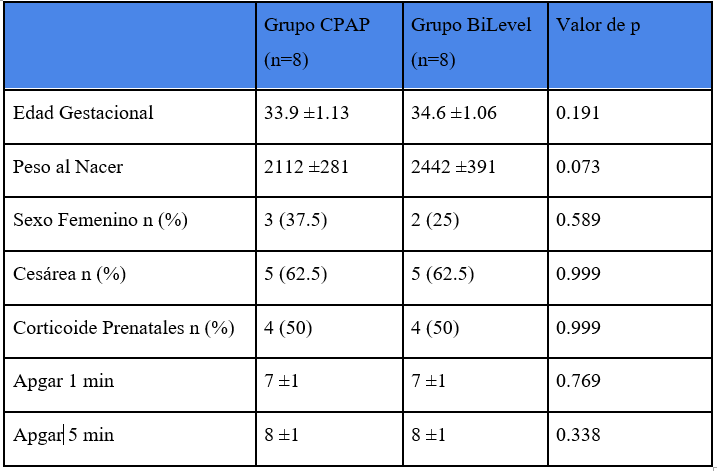 Grupo CPAP (n=8) Grupo BiLevel (n=8) Valor de p
Edad Gestacional 33.9 ±1.13 34.6 ±1.06 0.191
Peso al Nacer 2112 ±281 2442 ±391 0.073
Sexo Femenino n (%) 3 (37.5) 2 (25) 0.589
Cesárea n (%) 5 (62.5) 5 (62.5) 0.999
Corticoide Prenatales n (%) 4 (50) 4 (50) 0.999
Apgar 1 min 7 ±1 7 ±1 0.769
Apgar 5 min 8 ±1 8 ±1 0.338